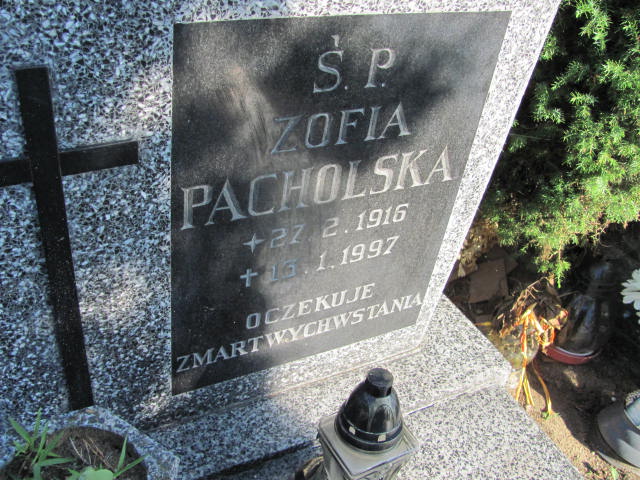 Ś. P.
ZOFIA
PACHOLSKA
27. 2. 1916
13. 1. 1997
OCZEKUJE
ZMARTWYCHWSTANIA